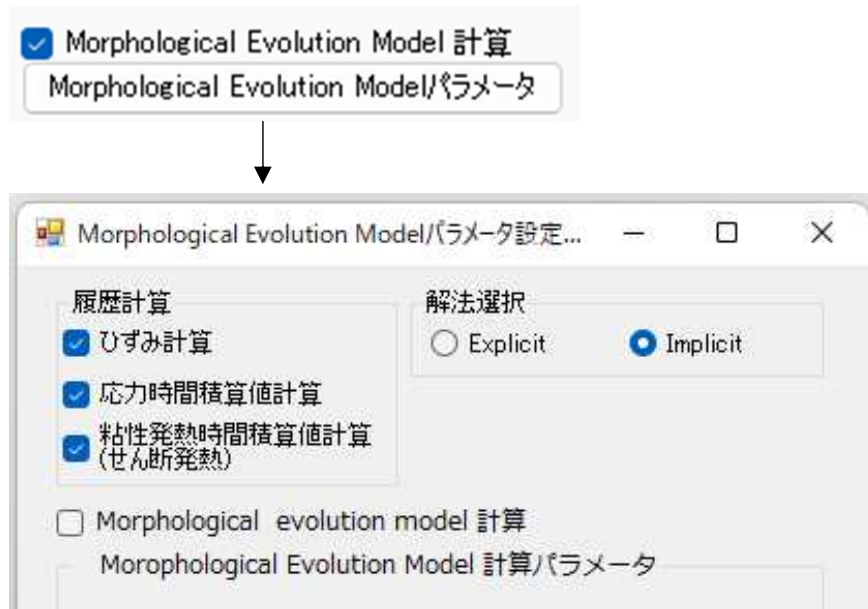 Morphological Evolution Model 計算
Morphological Evolution Modelパラメータ
Morphological Evolution Modelパラメータ設定...
履歴計算
解法選択
ひずみ計算
Explicit
Implicit
応力時間積算値計算
粘性発熱時間積算値計算
(せん断発熱)
Morphological evolution model 計算
Morophological Evolution Model 計算パラメータ